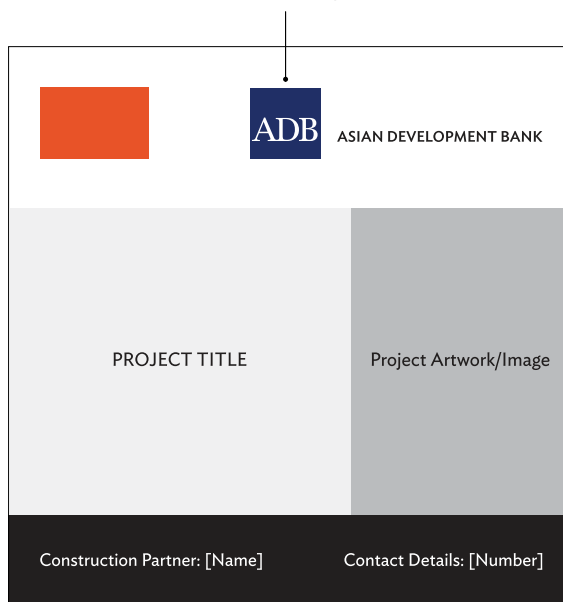 ADB ASIAN DEVELOPMENT BANK
PROJECT TITLE
Project Artwork/Image
Construction Partner: [Name]
Contact Details: [Number]